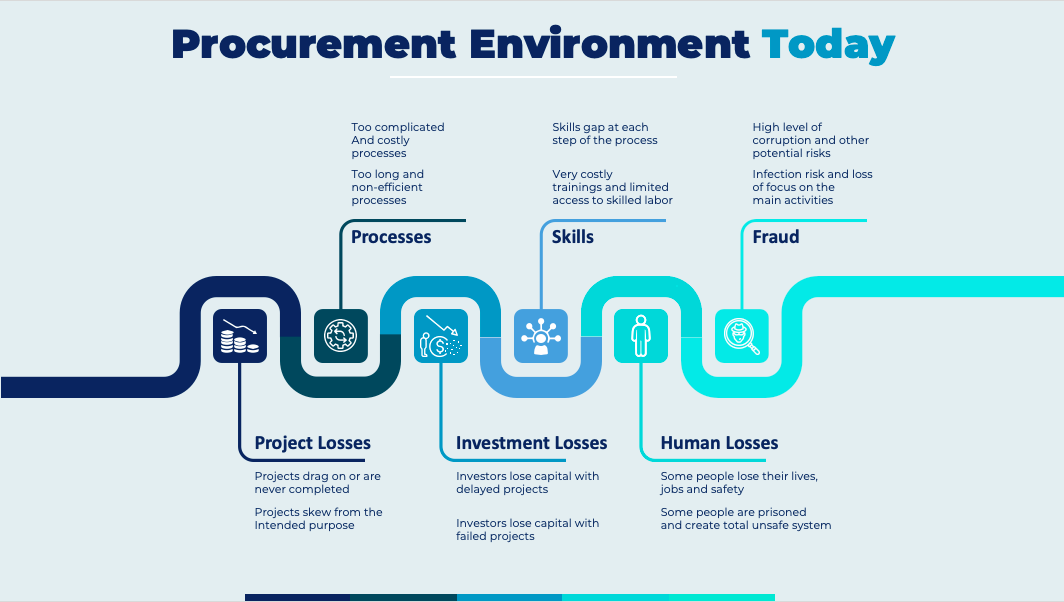 Procurement Environment Today
Too complicated
And costly
processes
Too long and
non-efficient
processes
Processes
Skills gap at each
step of the process
Very costly
trainings and limited
access to skilled labor
Skills
High level of
corruption and other
potential risks
Infection risk and loss
of focus on the
main activities
Fraud
$
Project Losses
Projects drag on or are
never completed
Projects skew from the
Intended purpose
Investment Losses
Investors lose capital with
delayed projects
Investors lose capital with
failed projects
Human Losses
Some people lose their lives,
jobs and safety
Some people are prisoned
and create total unsafe system